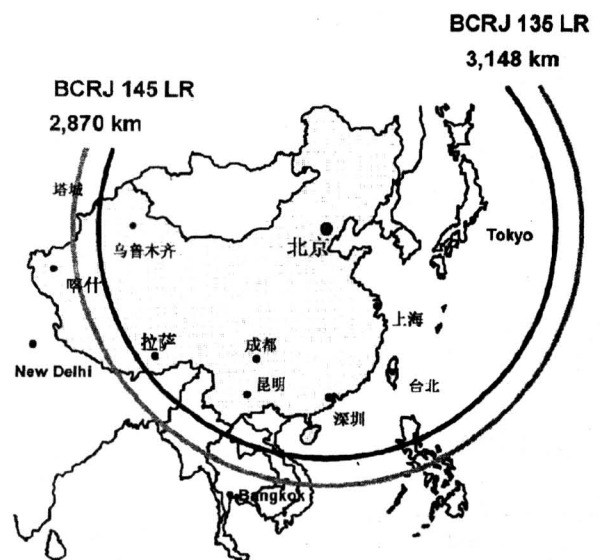 BCRJ 135 LR
3,148 km
BCRJ 145 LR
2,870 km
塔城
乌鲁木齐
北京
Tokyo
喀什
上海
拉萨
成都
New Delhi
昆明
台北
深圳
Bangkok